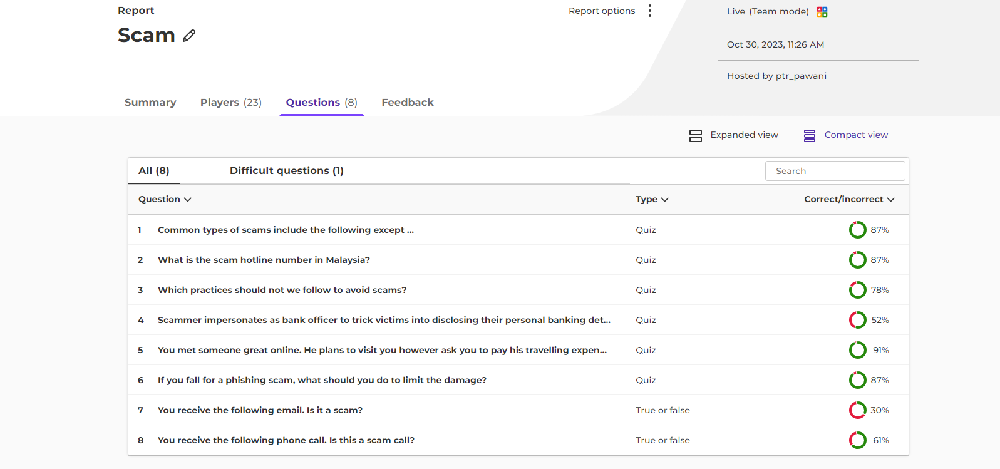 Report
Report options
Live (Team mode)
Scam
Oct 30, 2023, 11:26 AM
Hosted by ptr_pawani
Summary Players (23) Questions (8) Feedback
Expanded view Compact view
All (8) Difficult questions (1) Search
Question Type Correct/incorrect
1 Common types of scams include the following except ... Quiz 87%
2 What is the scam hotline number in Malaysia? Quiz 87%
3 Which practices should not we follow to avoid scams? Quiz 78%
4 Scammer impersonates as bank officer to trick victims into disclosing their personal banking det... Quiz 52%
5 You met someone great online. He plans to visit you however ask you to pay his travelling expen... Quiz 91%
6 If you fall for a phishing scam, what should you do to limit the damage? Quiz 87%
7 You receive the following email. Is it a scam? True or false 30%
8 You receive the following phone call. Is this a scam call? True or false 61%